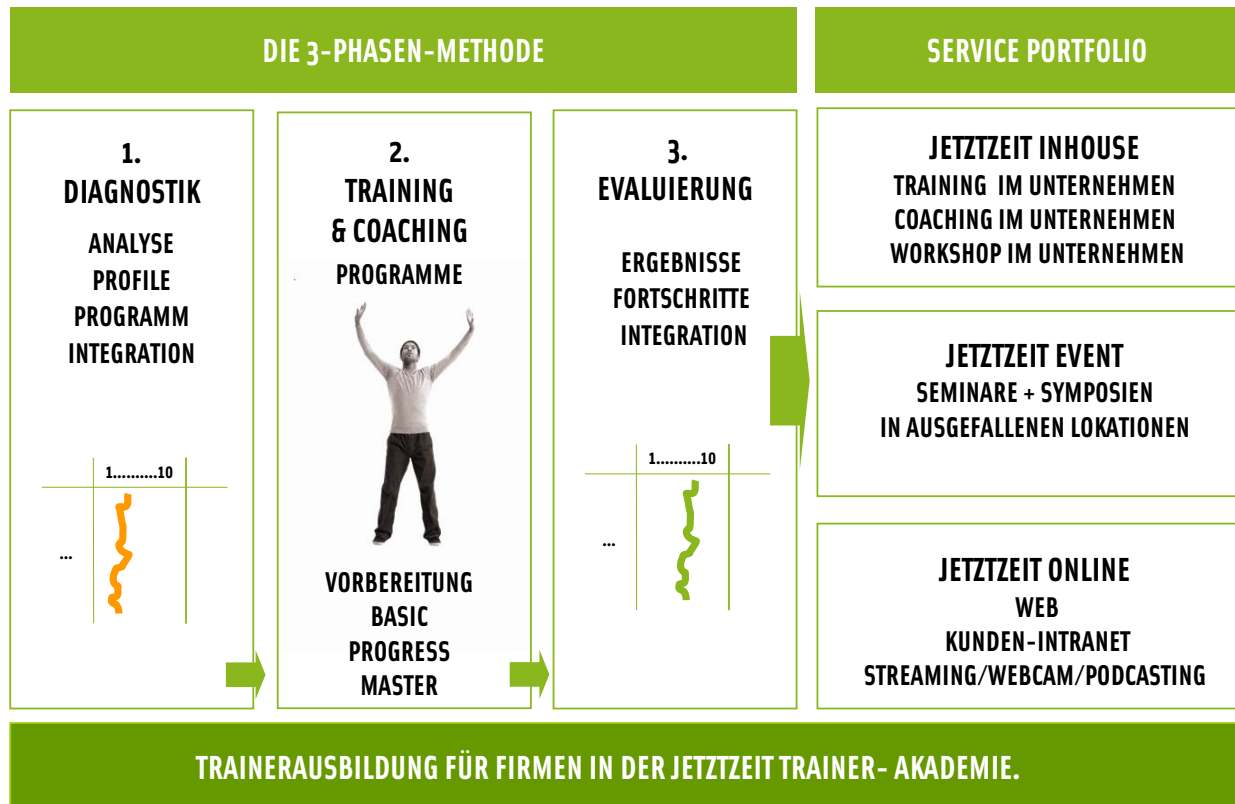 DIE 3-PHASEN-METHODE
1.
DIAGNOSTIK
ANALYSE
PROFILE
PROGRAMM
INTEGRATION
1..........10
...
2.
TRAINING
& COACHING
PROGRAMME
VORBEREITUNG
BASIC
PROGRESS
MASTER
3.
EVALUIERUNG
ERGEBNISSE
FORTSCHRITTE
INTEGRATION
1..........10
...
SERVICE PORTFOLIO
JETZTZEIT INHOUSE
TRAINING IM UNTERNEHMEN
COACHING IM UNTERNEHMEN
WORKSHOP IM UNTERNEHMEN
JETZTZEIT EVENT
SEMINARE + SYMPOSIEN
IN AUSGEFALLENEN LOKATIONEN
JETZTZEIT ONLINE
WEB
KUNDEN-INTRANET
STREAMING/WEBCAM/PODCASTING
TRAINERAUSBILDUNG FÜR FIRMEN IN DER JETZTZEIT TRAINER- AKADEMIE.